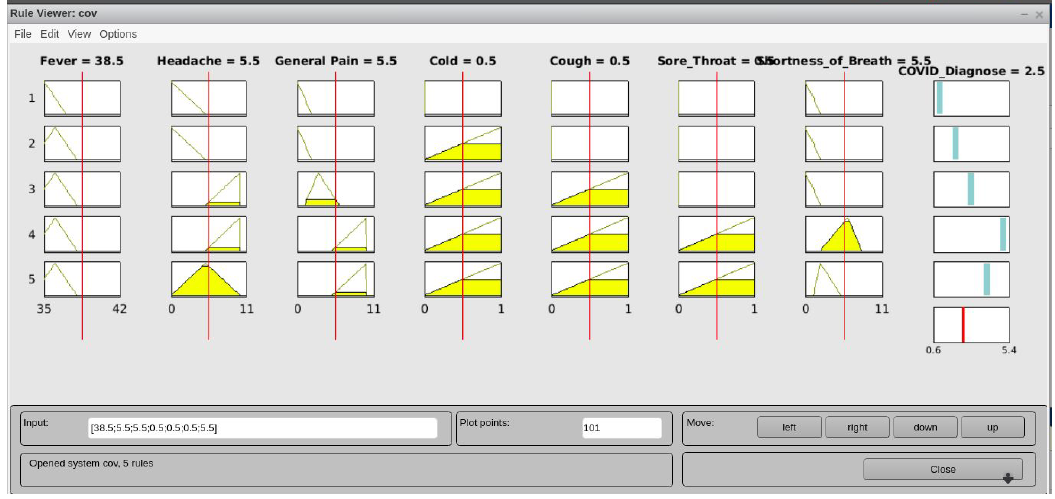 Rule Viewer: cov
File Edit View Options
Fever = 38.5 Headache = 5.5 General Pain = 5.5 Cold = 0.5 Cough = 0.5 Sore_Throat = 0.5 Shortness_of_Breath = 5.5
COVID_Diagnose = 2.5
1
2
3
4
5
35 42 0 11 0 11 0 1 0 1 0 1 0 11
0.6 5.4
Input: [38.5;5.5;5.5;0.5;0.5;0.5;5.5] Plot points: 101 Move: left right down up
Opened system cov, 5 rules
Close